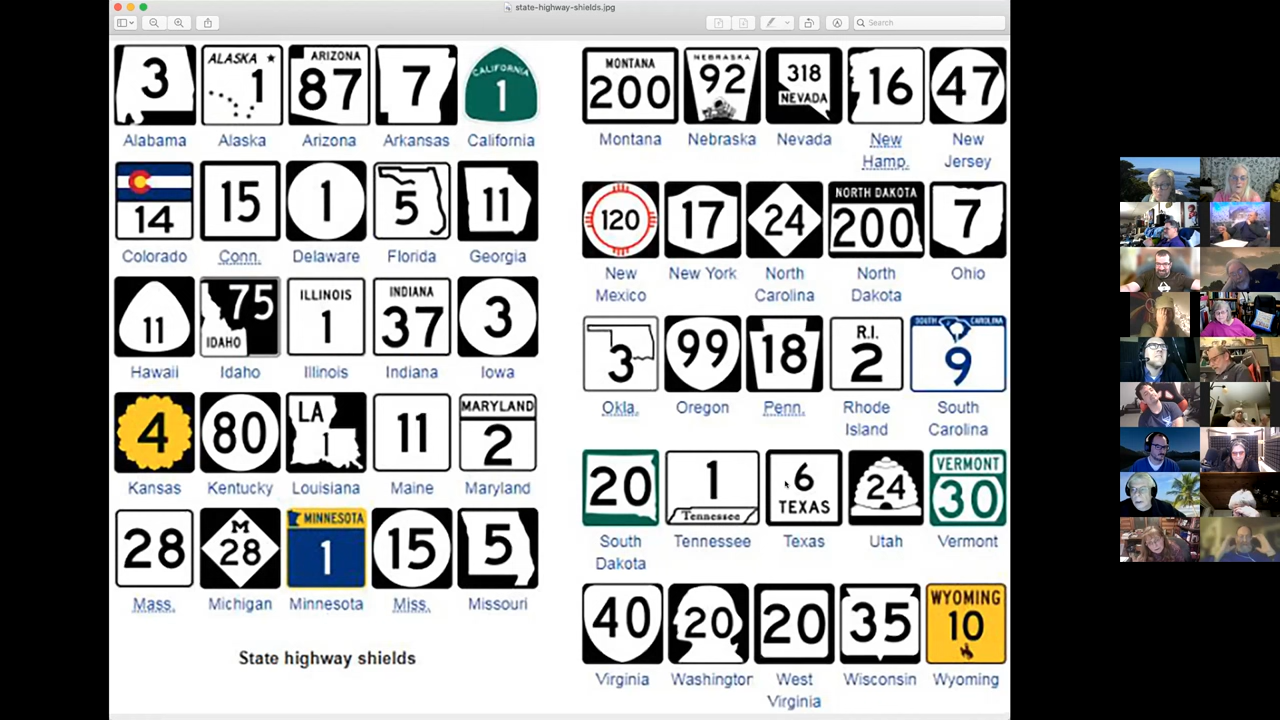 state-highway-shields.jpg
Search
3
ALASKA 1
ARIZONA 87
7
CALIFORNIA 1
Alabama Alaska Arizona Arkansas California
14
15
1
5
11
Colorado Conn. Delaware Florida Georgia
11
IDAHO 75
ILLINOIS 1
INDIANA 37
3
Hawaii Idaho Illinois Indiana Iowa
4
80
LA 1
11
MARYLAND 2
Kansas Kentucky Louisiana Maine Maryland
28
M 28
MINNESOTA 1
15
5
Mass. Michigan Minnesota Miss. Missouri
State highway shields
MONTANA 200
NEBRASKA 92
318 NEVADA
16
47
Montana Nebraska Nevada New Hamp. New Jersey
120
17
24
NORTH DAKOTA 200
7
New Mexico New York North Carolina North Dakota Ohio
3
99
18
R.I. 2
SOUTH CAROLINA 9
Okla. Oregon Penn. Rhode Island South Carolina
20
1 Tennessee
6 TEXAS
24
VERMONT 30
South Dakota Tennessee Texas Utah Vermont
40
20
20
35
WYOMING 10
Virginia Washington West Virginia Wisconsin Wyoming